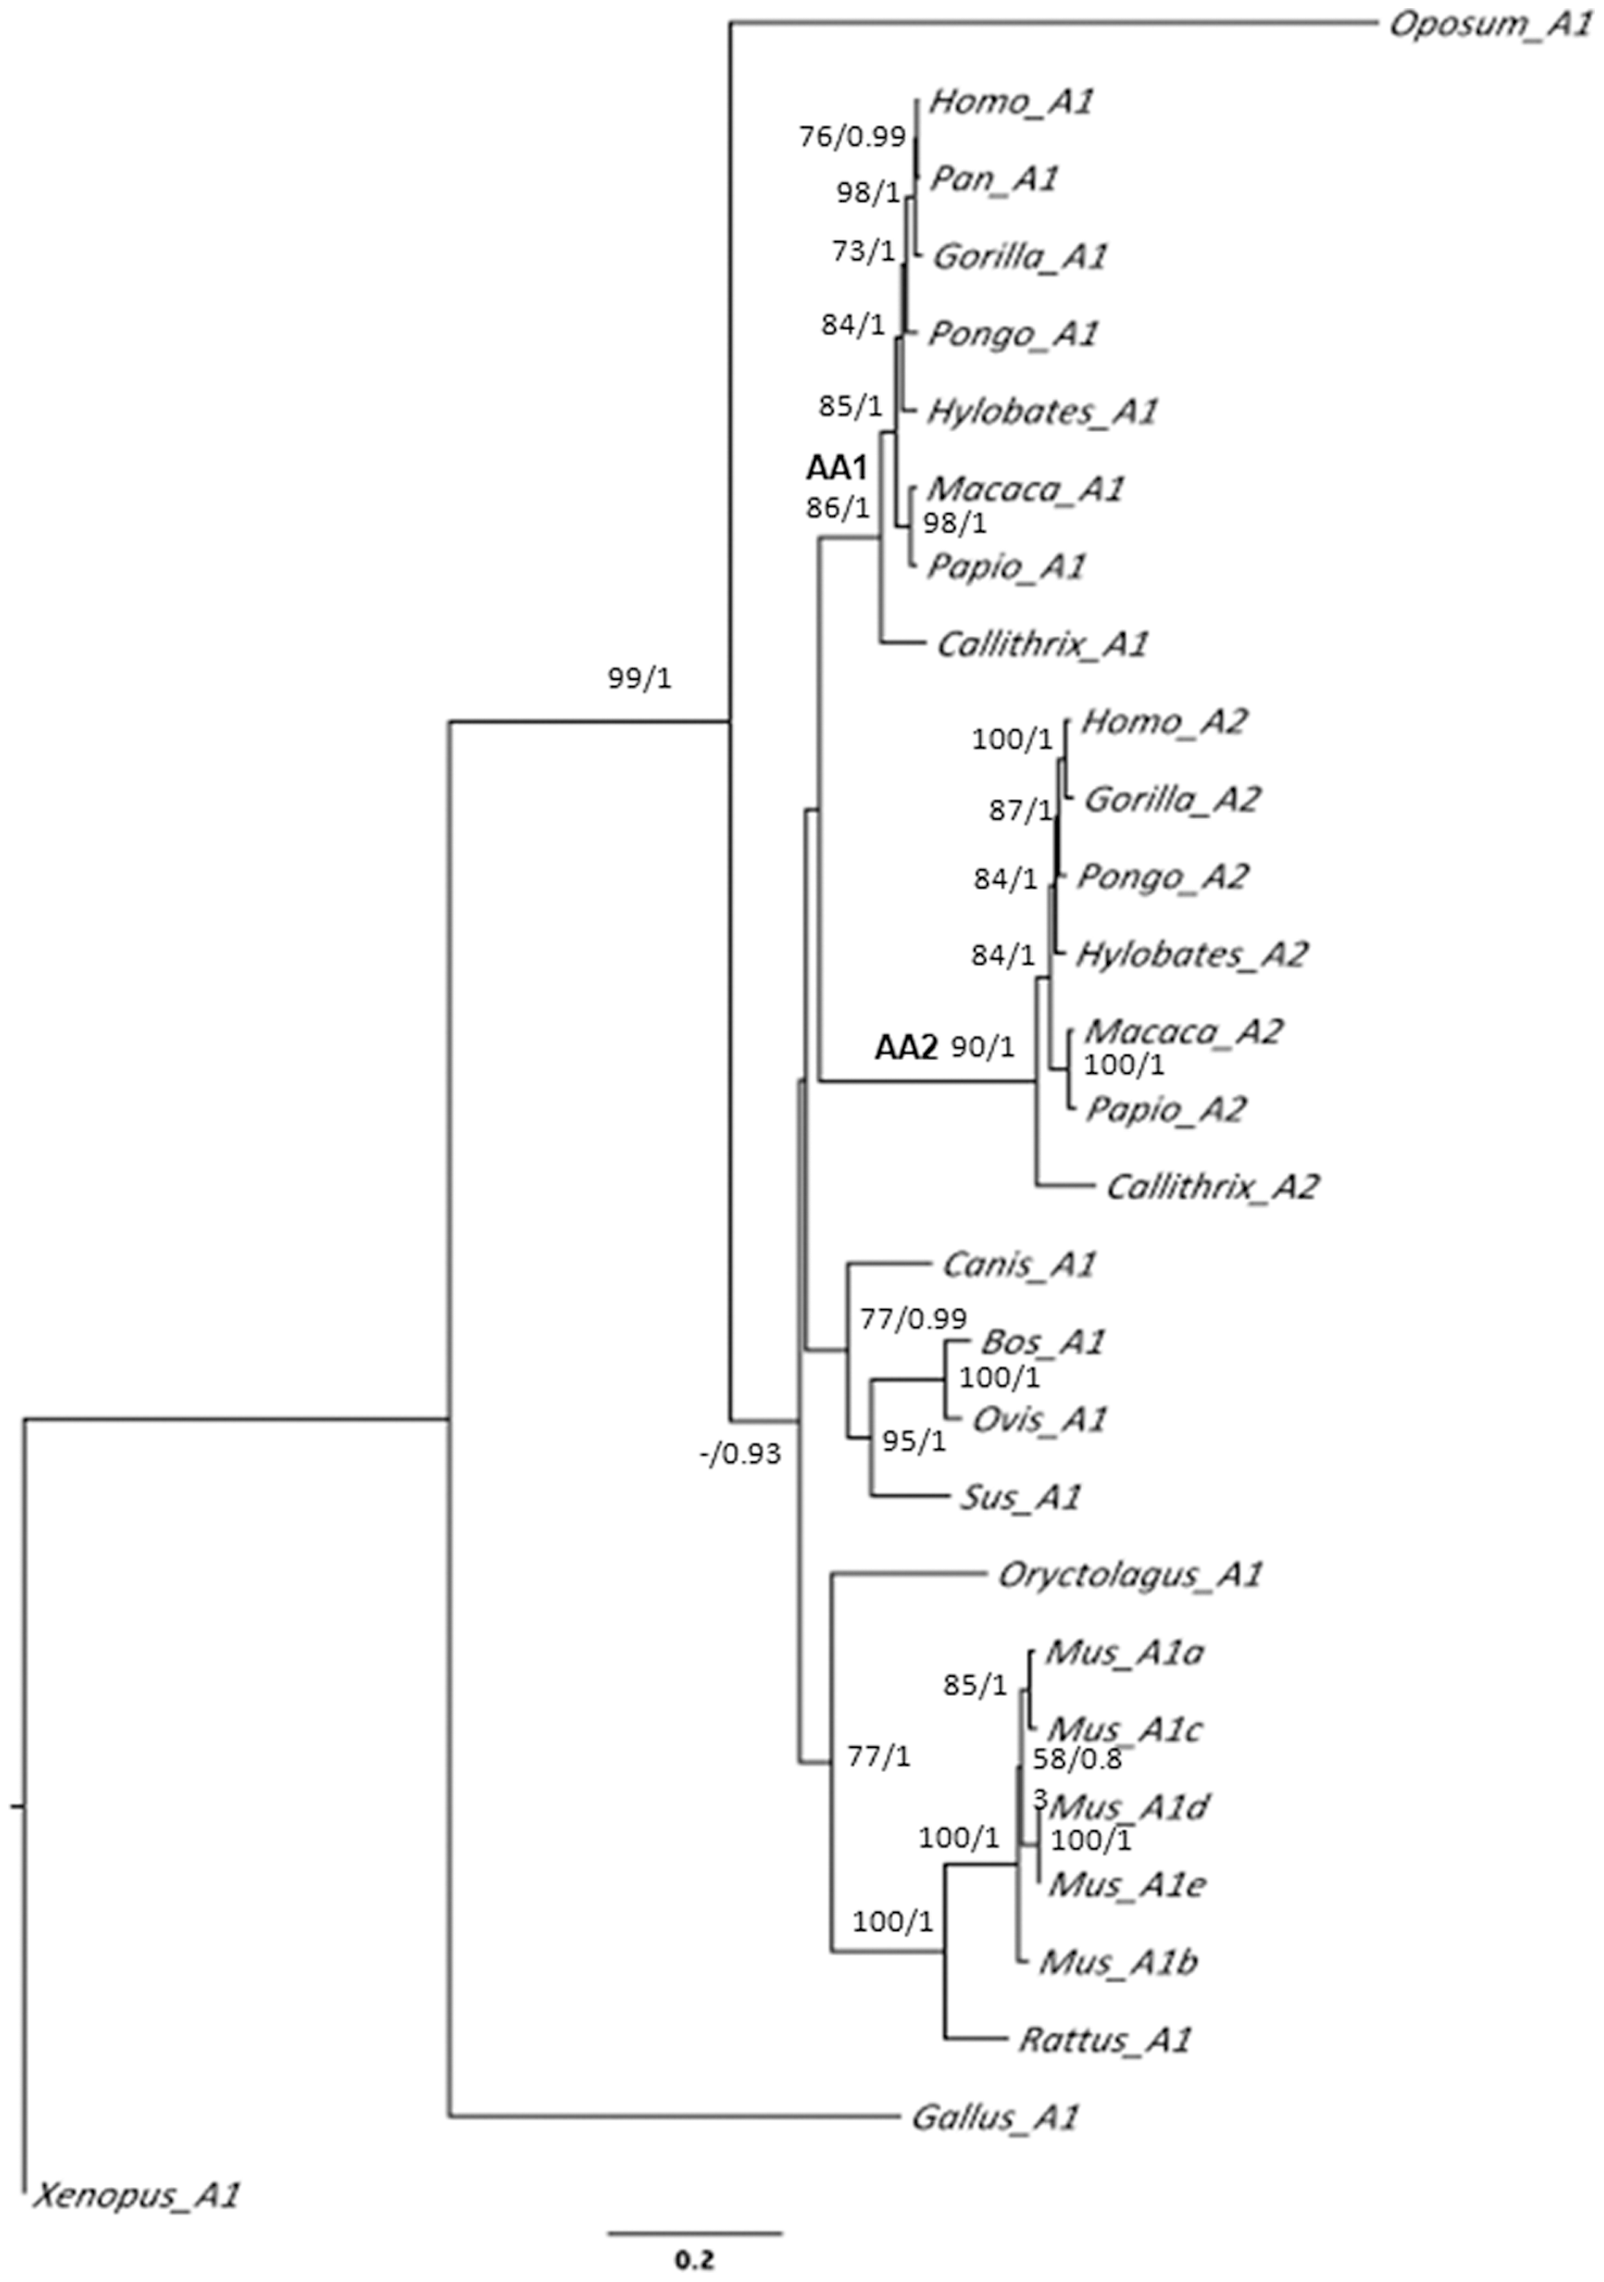 Oposum_A1
Homo_A1
76/0.99
Pan_A1
98/1
73/1
Gorilla_A1
84/1
Pongo_A1
85/1
Hylobates_A1
AA1
86/1
Macaca_A1
98/1
Papio_A1
Callithrix_A1
99/1
Homo_A2
100/1
Gorilla_A2
87/1
84/1
Pongo_A2
84/1
Hylobates_A2
AA2 90/1
Macaca_A2
100/1
Papio_A2
Callithrix_A2
Canis_A1
77/0.99
Bos_A1
100/1
Ovis_A1
95/1
-/0.93
Sus_A1
Oryctolagus_A1
Mus_A1a
85/1
Mus_A1c
58/0.8
3
77/1
Mus_A1d
100/1
100/1
Mus_A1e
100/1
Mus_A1b
Rattus_A1
Gallus_A1
Xenopus_A1
0.2